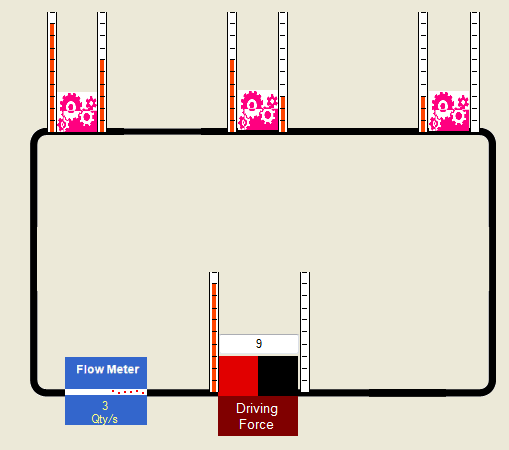 9
Flow Meter
3
Qty/s
Driving
Force